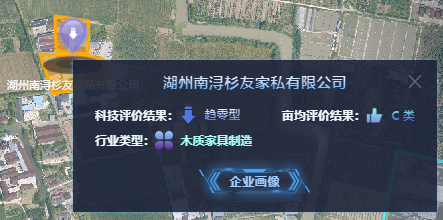 湖州南浔杉友家私有限公司
湖州南浔杉友
科技评价结果： 趋零型 亩均评价结果： C 类
行业类型： 木质家具制造
企业画像